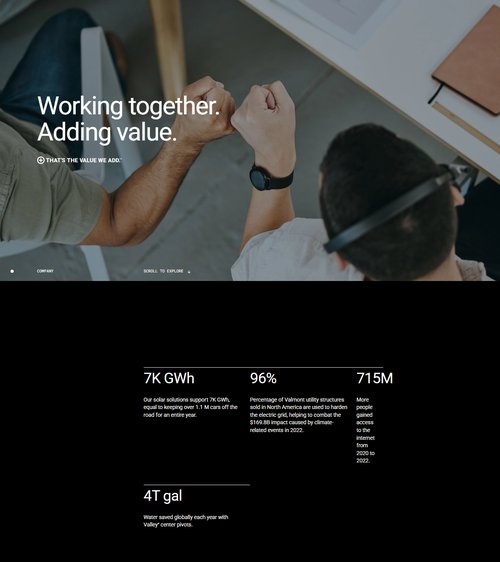 Working together.
Adding value.
THAT'S THE VALUE WE ADD.™
COMPANY
SCROLL TO EXPLORE ↓
7K GWh
Our solar solutions support 7K GWh,
equal to keeping over 1.1 M cars off the
road for an entire year.
96%
Percentage of Valmont utility structures
sold in North America are used to harden
the electric grid, helping to combat the
$169.8B impact caused by climate-
related events in 2022.
715M
More
people
gained
access
to the
internet
from
2020 to
2022.
4T gal
Water saved globally each year with
Valley® center pivots.